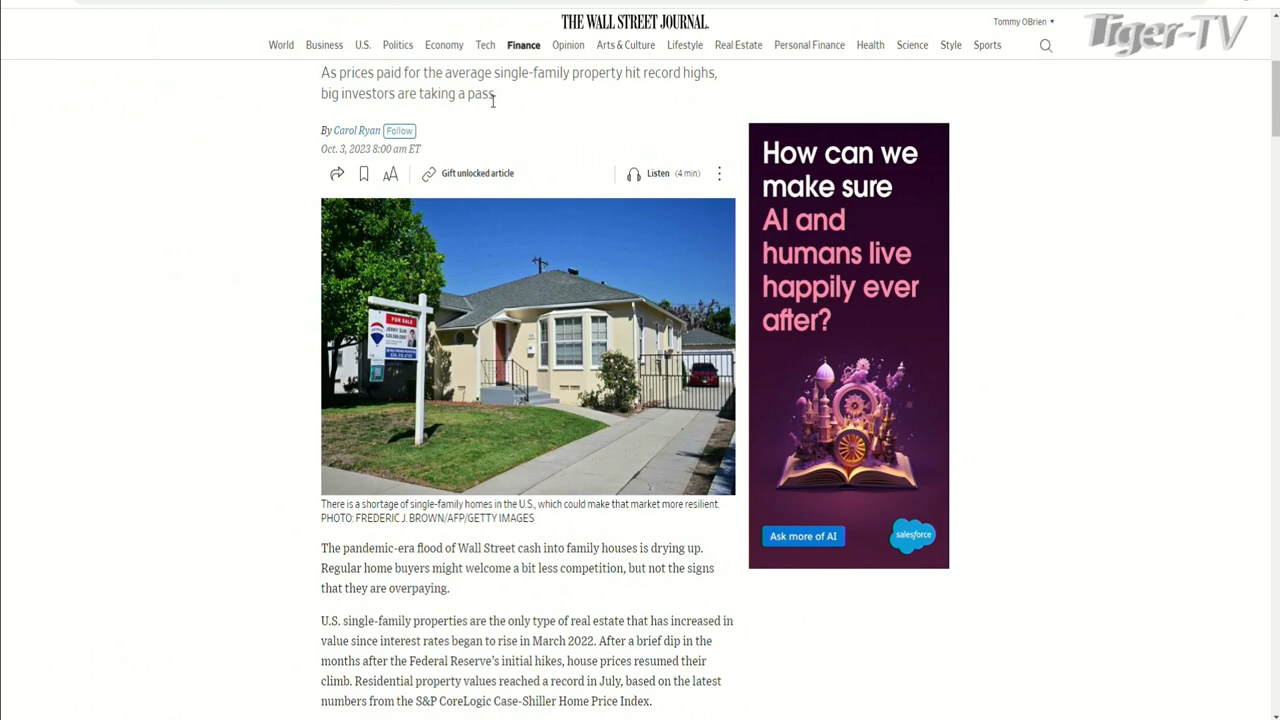 THE WALL STREET JOURNAL.
Tommy OBrien
Tiger-TV
World Business U.S. Politics Economy Tech Finance Opinion Arts & Culture Lifestyle Real Estate Personal Finance Health Science Style Sports
As prices paid for the average single-family property hit record highs,
big investors are taking a pass.
By Carol Ryan Follow
Oct. 3, 2023 8:00 am ET
AA Gift unlocked article Listen (4 min)
FOR SALE
There is a shortage of single-family homes in the U.S., which could make that market more resilient.
PHOTO: FREDERIC J. BROWN/AFP/GETTY IMAGES
The pandemic-era flood of Wall Street cash into family houses is drying up.
Regular home buyers might welcome a bit less competition, but not the signs
that they are overpaying.
U.S. single-family properties are the only type of real estate that has increased in
value since interest rates began to rise in March 2022. After a brief dip in the
months after the Federal Reserve's initial hikes, house prices resumed their
climb. Residential property values reached a record in July, based on the latest
numbers from the S&P CoreLogic Case-Shiller Home Price Index.
How can we
make sure
AI and
humans live
happily ever
after?
Ask more of AI
salesforce